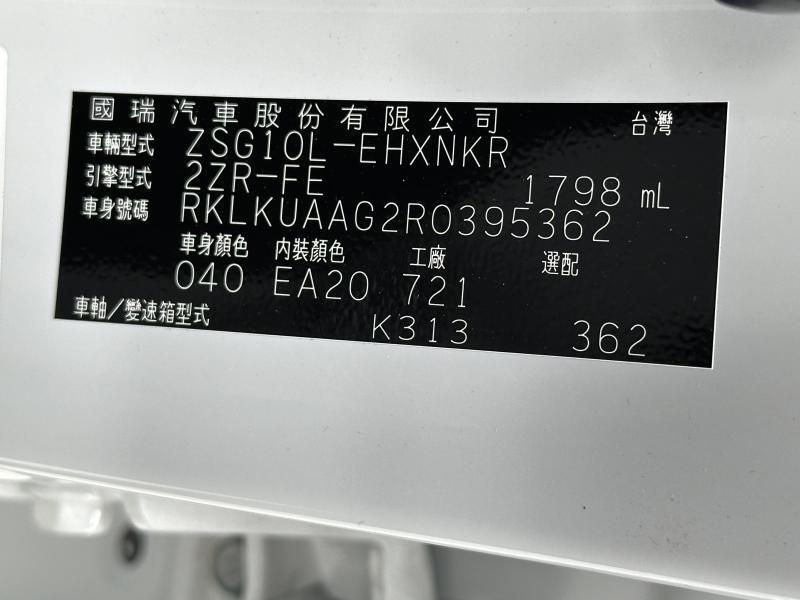 國瑞汽車股份有限公司 台灣
車輛型式 ZSG10L-EHXNKR
引擎型式 2ZR-FE 1798 mL
車身號碼 RKLKUAAG2R0395362
車身顏色 內裝顏色 工廠 選配
040 EA20 721
車軸/變速箱型式 K313 362